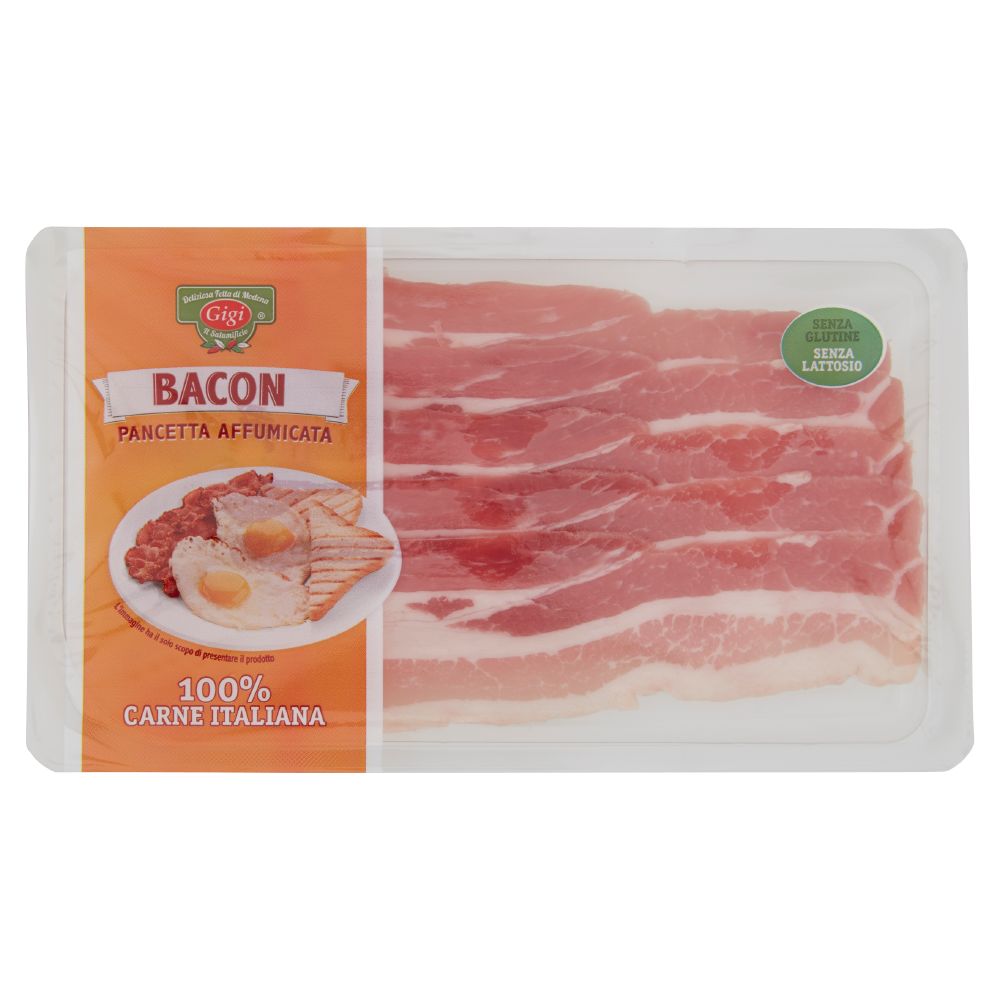 Deliziosa Fetta di Modena
Gigi ®
Il Salumificio
BACON
PANCETTA AFFUMICATA
L'immagine ha il solo scopo di presentare il prodotto
100%
CARNE ITALIANA
SENZA
GLUTINE
SENZA
LATTOSIO